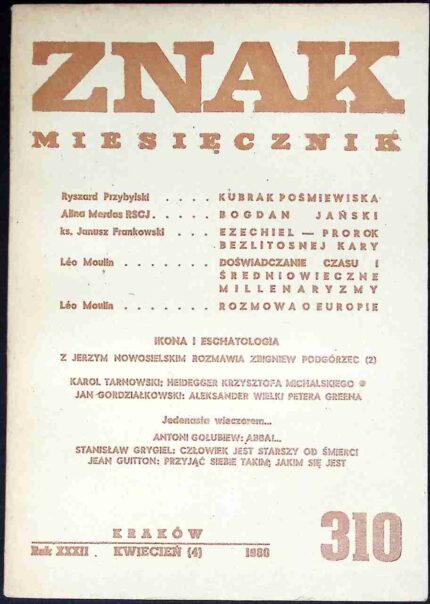 ZNAK
MIESIĘCZNIK
Ryszard Przybylski . . . . . KUBRAK POŚMIEWISKA
Alina Merdas RSCJ . . . . . BOGDAN JAŃSKI
ks. Janusz Frankowski . . . . EZECHIEL — PROROK
BEZLITOSNEJ KARY
Léo Moulin . . . . . . . . DOŚWIADCZANIE CZASU I
ŚREDNIOWIECZNE
MILLENARYZMY
Léo Moulin . . . . . . . . ROZMOWA O EUROPIE
IKONA I ESCHATOLOGIA
Z JERZYM NOWOSIELSKIM ROZMAWIA ZBIGNIEW PODGÓRZEC (2)
KAROL TARNOWSKI: HEIDEGGER KRZYSZTOFA MICHALSKIEGO ●
JAN GORDZIAŁKOWSKI: ALEKSANDER WIELKI PETERA GREENA
Jedenasta wieczorem...
ANTONI GOŁUBIEW: ABBA!...
STANISŁAW GRYGIEL: CZŁOWIEK JEST STARSZY OD ŚMIERCI
JEAN GUITTON: PRZYJĄĆ SIEBIE TAKIM, JAKIM SIĘ JEST
KRAKÓW
Rok XXXII KWIECIEŃ (4) 1980
310